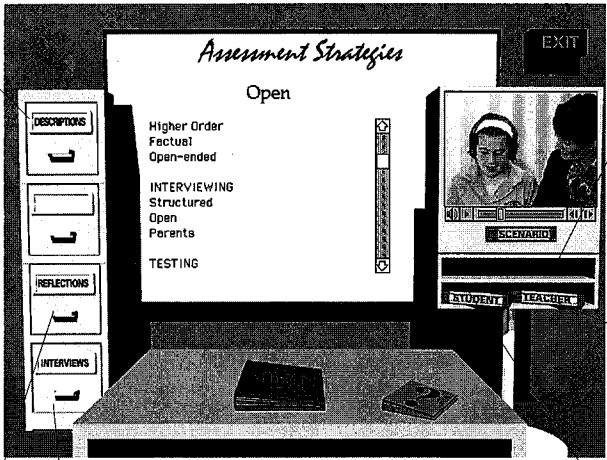 Assessment Strategies
EXIT
Open
DESCRIPTIONS
Higher Order
Factual
Open-ended
INTERVIEWING
Structured
Open
Parents
TESTING
REFLECTIONS
INTERVIEWS
SCENARIO
STUDENT
TEACHER